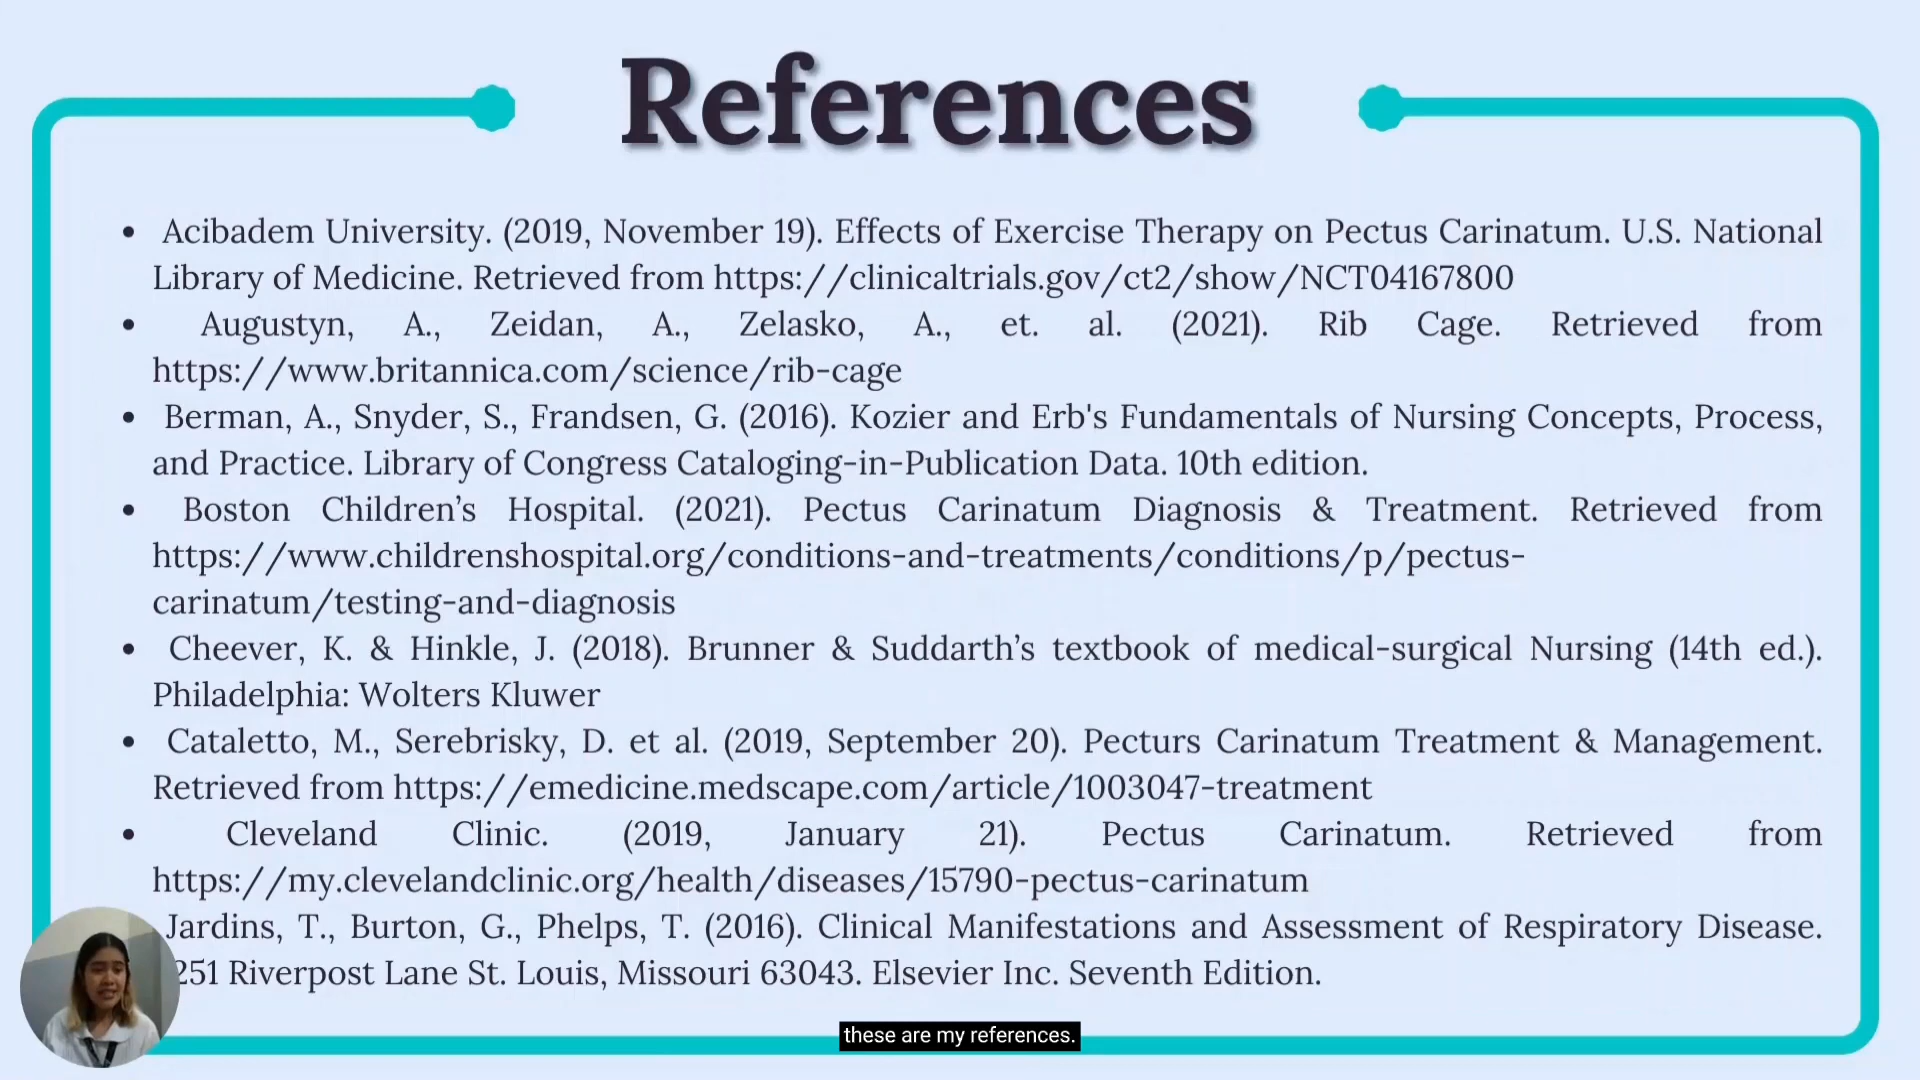 References
• Acibadem University. (2019, November 19). Effects of Exercise Therapy on Pectus Carinatum. U.S. National
Library of Medicine. Retrieved from https://clinicaltrials.gov/ct2/show/NCT04167800
• Augustyn, A., Zeidan, A., Zelasko, A., et. al. (2021). Rib Cage. Retrieved from
https://www.britannica.com/science/rib-cage
• Berman, A., Snyder, S., Frandsen, G. (2016). Kozier and Erb's Fundamentals of Nursing Concepts, Process,
and Practice. Library of Congress Cataloging-in-Publication Data. 10th edition.
• Boston Children’s Hospital. (2021). Pectus Carinatum Diagnosis & Treatment. Retrieved from
https://www.childrenshospital.org/conditions-and-treatments/conditions/p/pectus-
carinatum/testing-and-diagnosis
• Cheever, K. & Hinkle, J. (2018). Brunner & Suddarth’s textbook of medical-surgical Nursing (14th ed.).
Philadelphia: Wolters Kluwer
• Cataletto, M., Serebrisky, D. et al. (2019, September 20). Pecturs Carinatum Treatment & Management.
Retrieved from https://emedicine.medscape.com/article/1003047-treatment
• Cleveland Clinic. (2019, January 21). Pectus Carinatum. Retrieved from
https://my.clevelandclinic.org/health/diseases/15790-pectus-carinatum
Jardins, T., Burton, G., Phelps, T. (2016). Clinical Manifestations and Assessment of Respiratory Disease.
251 Riverpost Lane St. Louis, Missouri 63043. Elsevier Inc. Seventh Edition.
these are my references.